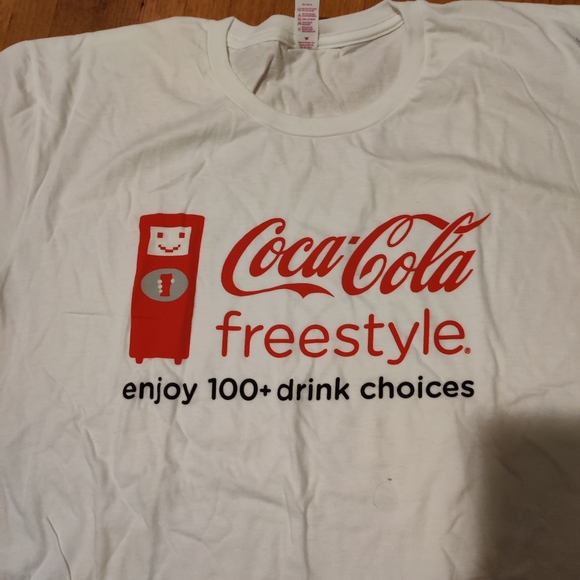 Coca-Cola
freestyle®
enjoy 100+ drink choices